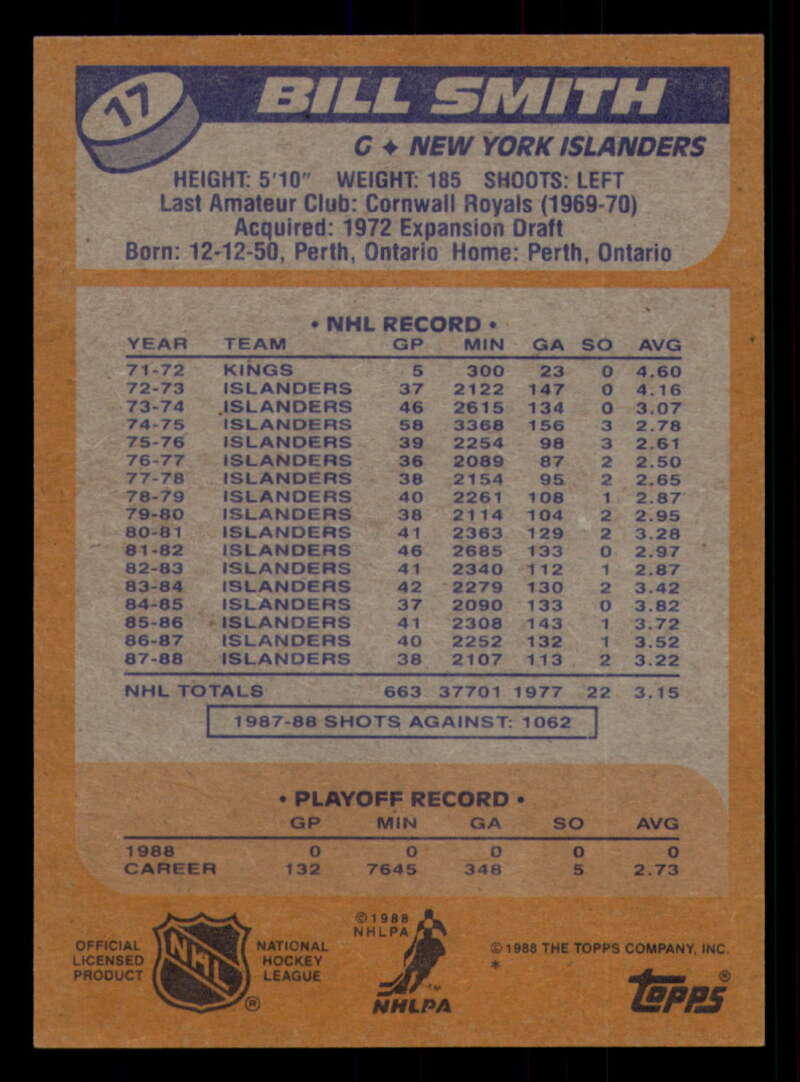 17
BILL SMITH
G ✦ NEW YORK ISLANDERS
HEIGHT: 5'10" WEIGHT: 185 SHOOTS: LEFT
Last Amateur Club: Cornwall Royals (1969-70)
Acquired: 1972 Expansion Draft
Born: 12-12-50, Perth, Ontario Home: Perth, Ontario
• NHL RECORD •
YEAR TEAM GP MIN GA SO AVG
71-72 KINGS 5 300 23 0 4.60
72-73 ISLANDERS 37 2122 147 0 4.16
73-74 ISLANDERS 46 2615 134 0 3.07
74-75 ISLANDERS 58 3368 156 3 2.78
75-76 ISLANDERS 39 2254 98 3 2.61
76-77 ISLANDERS 36 2089 87 2 2.50
77-78 ISLANDERS 38 2154 95 2 2.65
78-79 ISLANDERS 40 2261 108 1 2.87
79-80 ISLANDERS 38 2114 104 2 2.95
80-81 ISLANDERS 41 2363 129 2 3.28
81-82 ISLANDERS 46 2685 133 0 2.97
82-83 ISLANDERS 41 2340 112 1 2.87
83-84 ISLANDERS 42 2279 130 2 3.42
84-85 ISLANDERS 37 2090 133 0 3.82
85-86 ISLANDERS 41 2308 143 1 3.72
86-87 ISLANDERS 40 2252 132 1 3.52
87-88 ISLANDERS 38 2107 113 2 3.22
NHL TOTALS 663 37701 1977 22 3.15
1987-88 SHOTS AGAINST: 1062
• PLAYOFF RECORD •
GP MIN GA SO AVG
1988 0 0 0 0 0
CAREER 132 7645 348 5 2.73
OFFICIAL
LICENSED
PRODUCT
NHL
®
NATIONAL
HOCKEY
LEAGUE
©1988
NHLPA
™
NHLPA
©1988 THE TOPPS COMPANY, INC.
*
TOPPS®